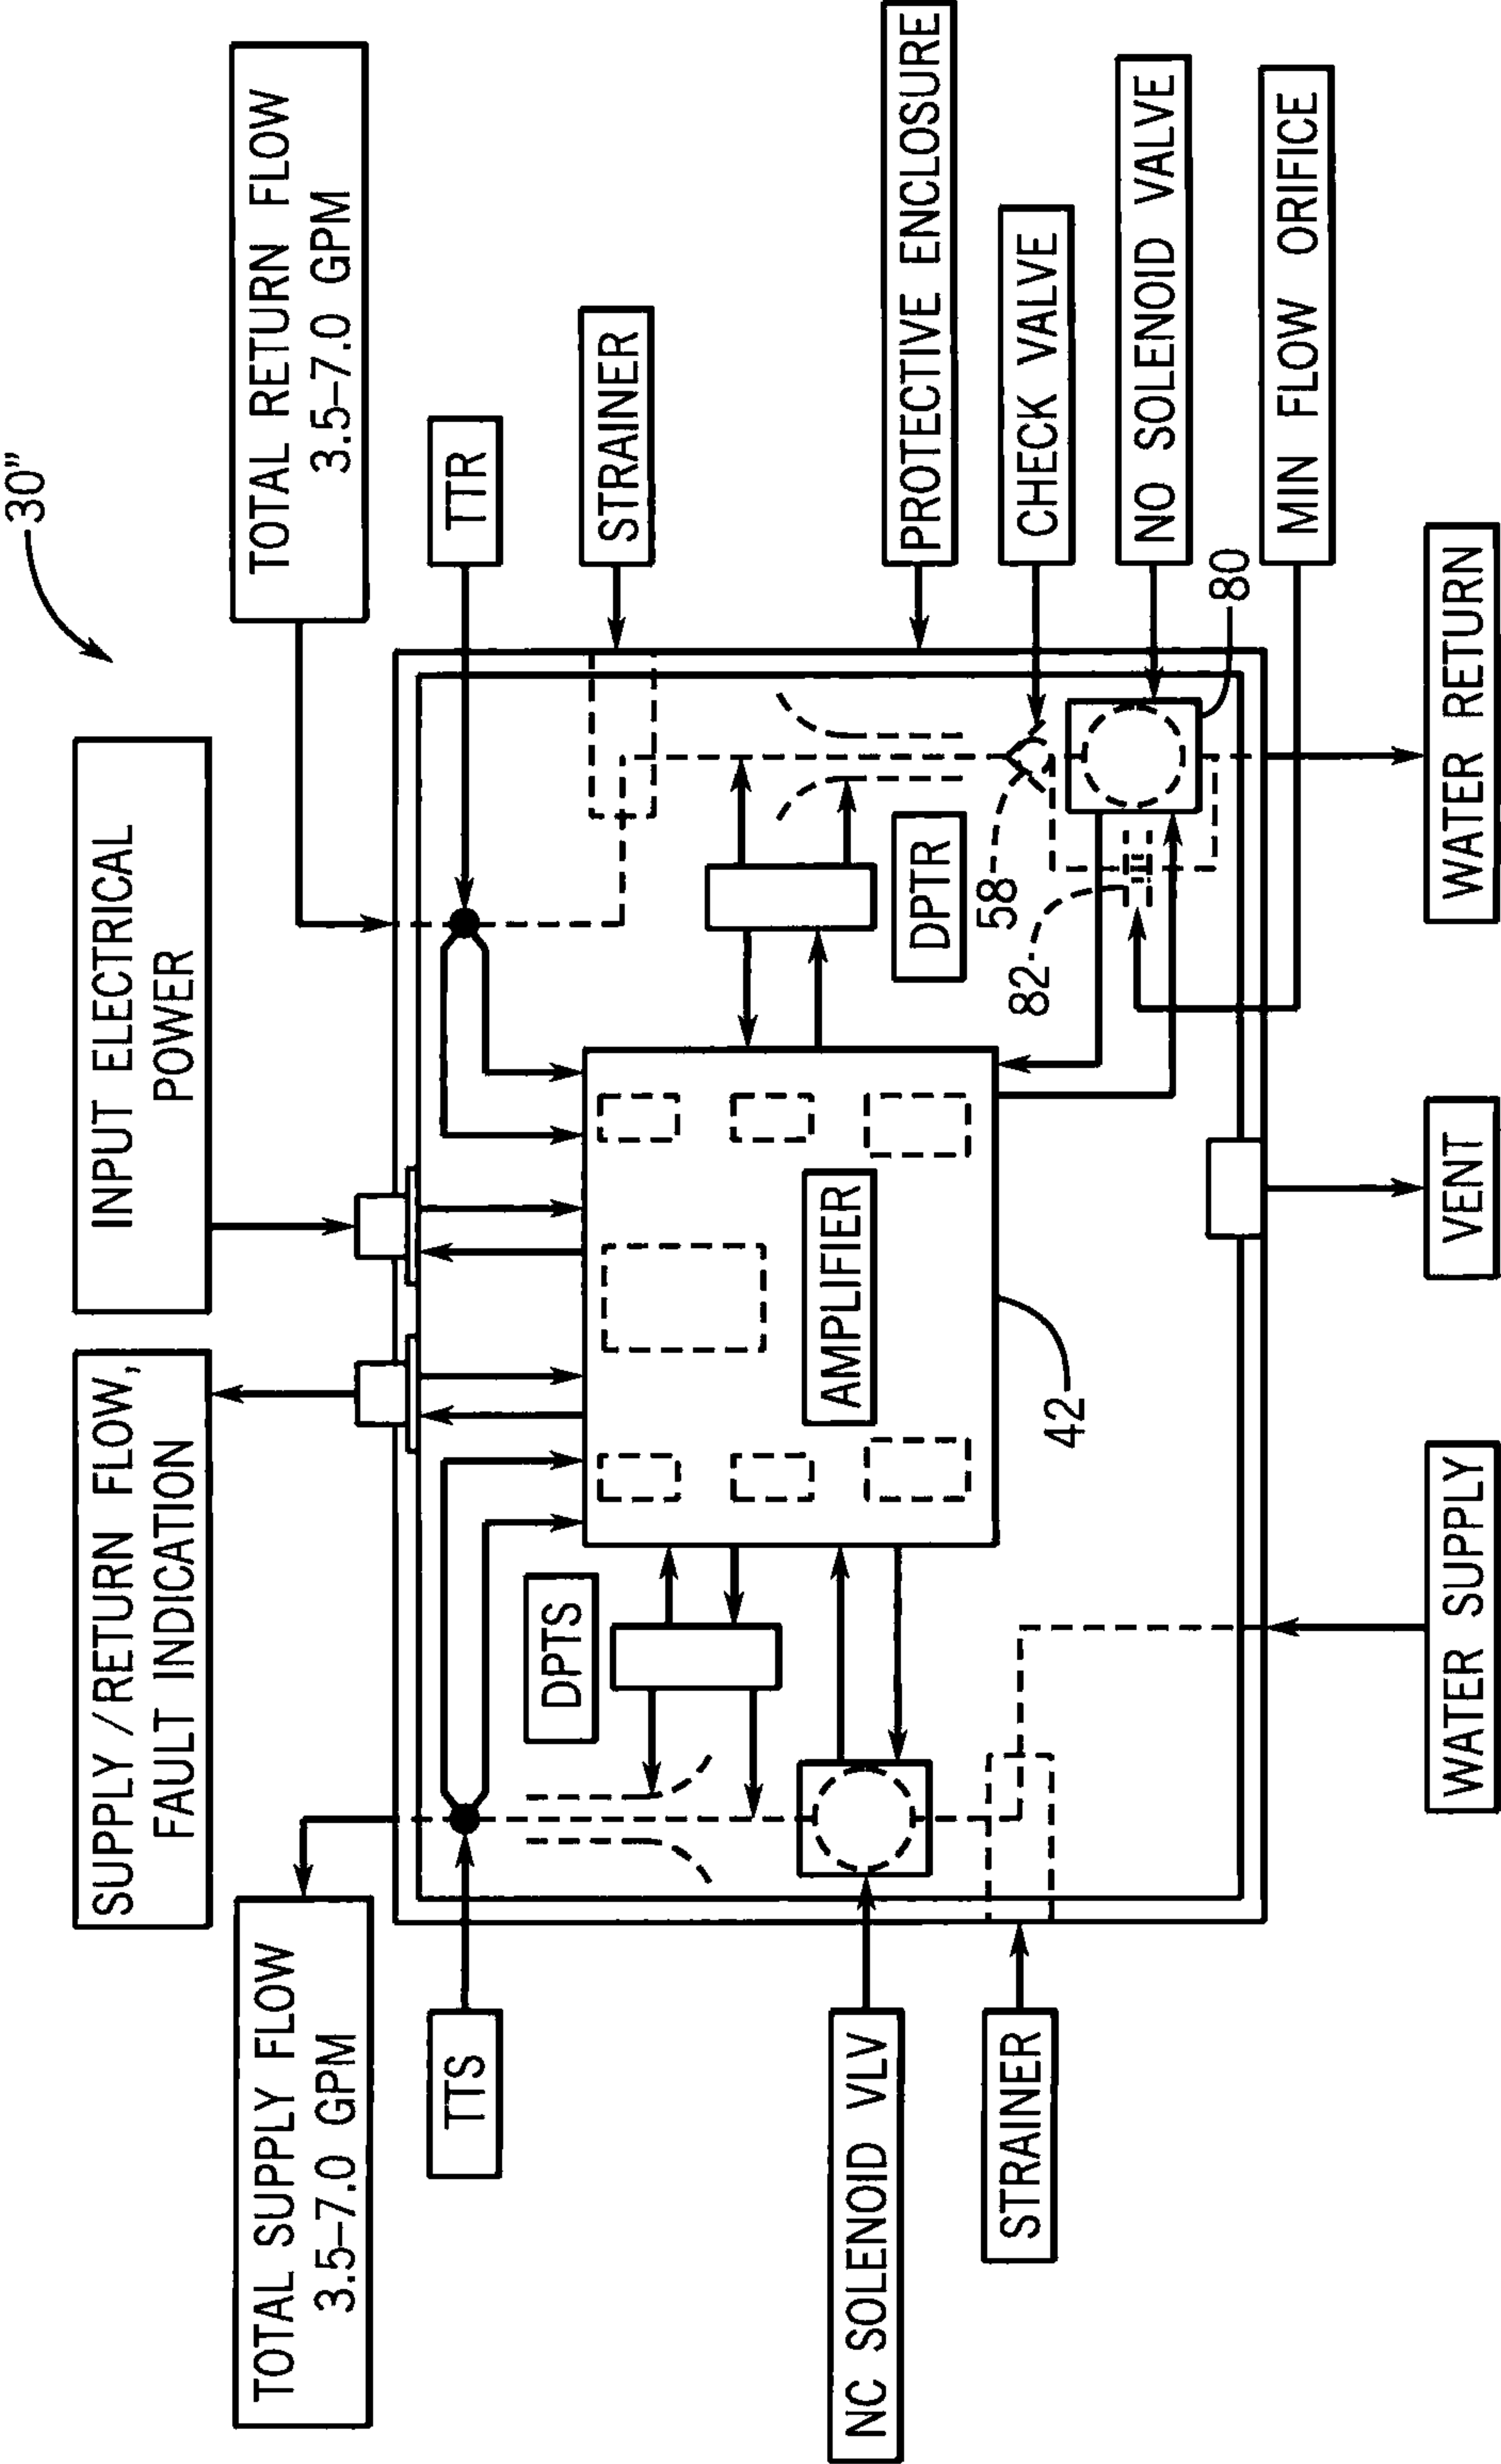 30”
INPUT ELECTRICAL
POWER
SUPPLY/RETURN FLOW,
FAULT INDICATION
TOTAL SUPPLY FLOW
3.5–7.0 GPM
TOTAL RETURN FLOW
3.5–7.0 GPM
TTS
TTR
DPTS
STRAINER
AMPLIFIER
NC SOLENOID VLV
DPTR
PROTECTIVE ENCLOSURE
STRAINER
58
CHECK VALVE
82
42
NO SOLENOID VALVE
80
MIN FLOW ORIFICE
WATER SUPPLY
VENT
WATER RETURN